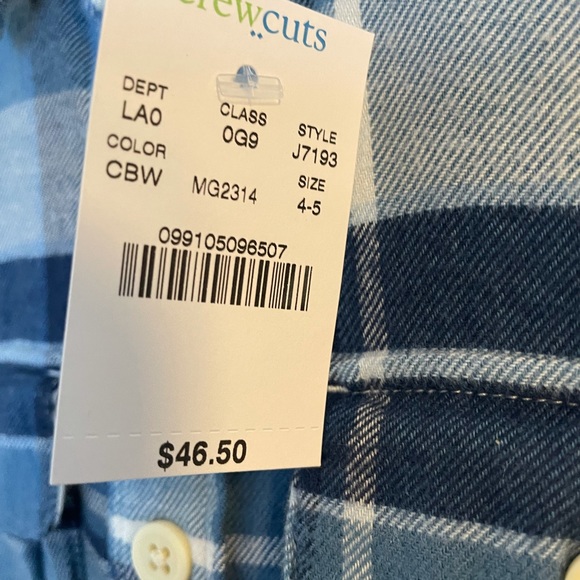 crewcuts
DEPT CLASS STYLE
LA0 0G9 J7193
COLOR SIZE
CBW MG2314 4-5
099105096507
$46.50